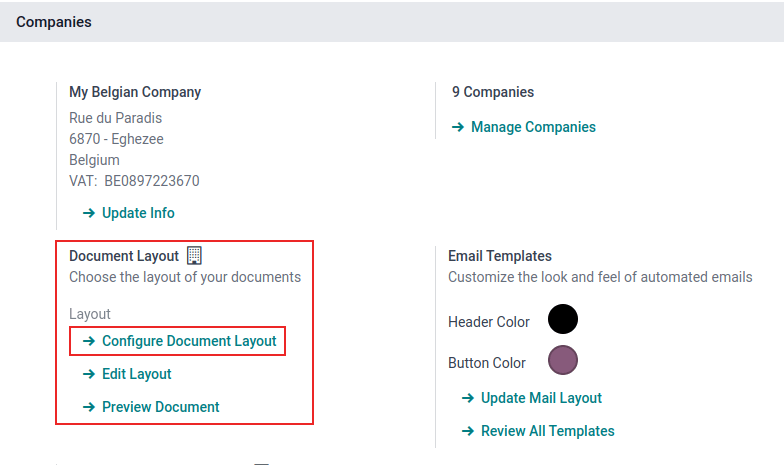 Companies
My Belgian Company
Rue du Paradis
6870 - Eghezee
Belgium
VAT: BE0897223670
Update Info
9 Companies
Manage Companies
Document Layout
Choose the layout of your documents
Layout
Configure Document Layout
Edit Layout
Preview Document
Email Templates
Customize the look and feel of automated emails
Header Color
Button Color
Update Mail Layout
Review All Templates